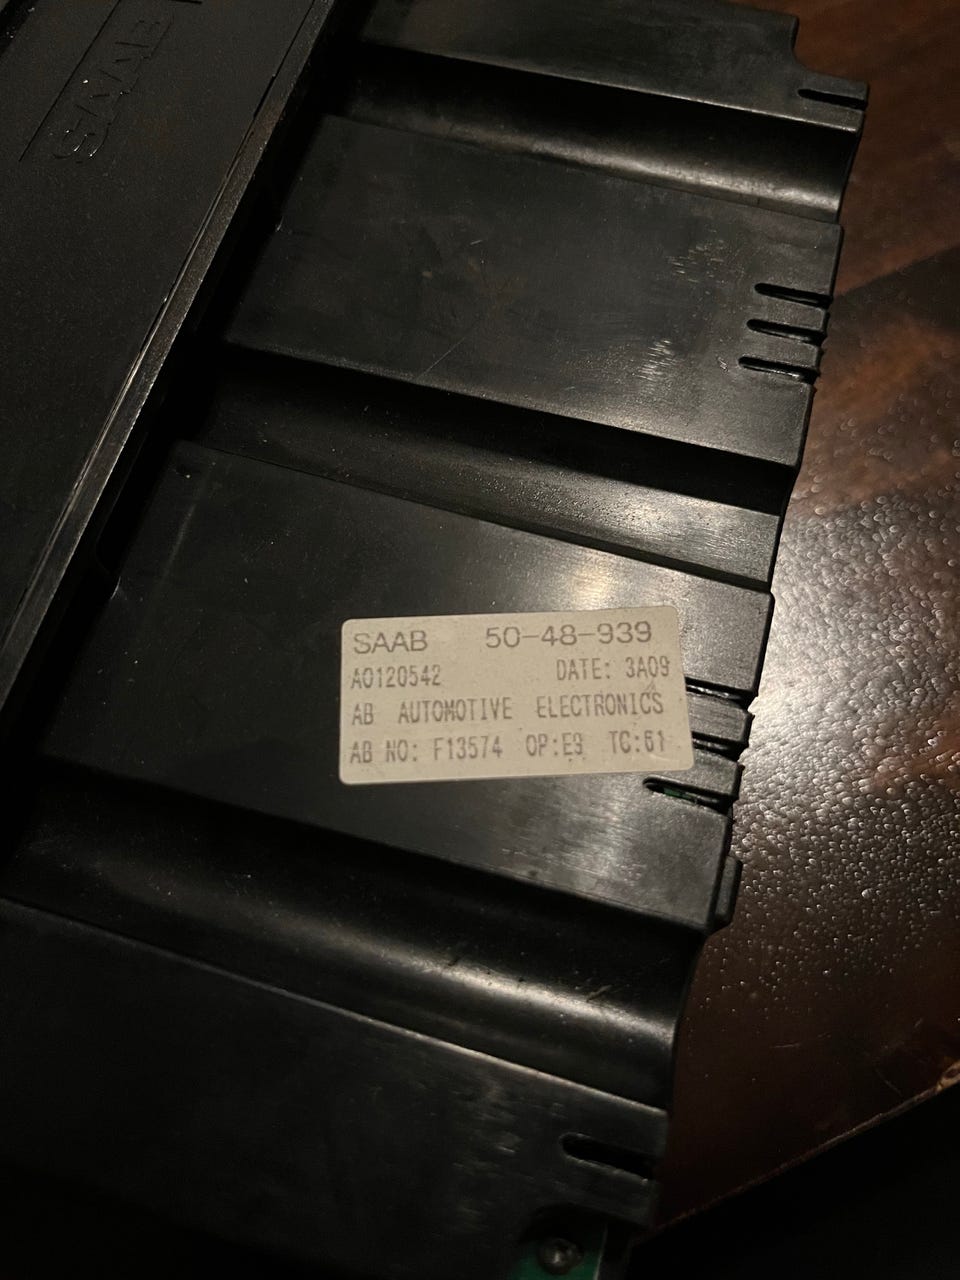 SAAB
SAAB 50-48-939
A0120542 DATE: 3A09
AB AUTOMOTIVE ELECTRONICS
AB NO: F13574 OP:E9 TC:61